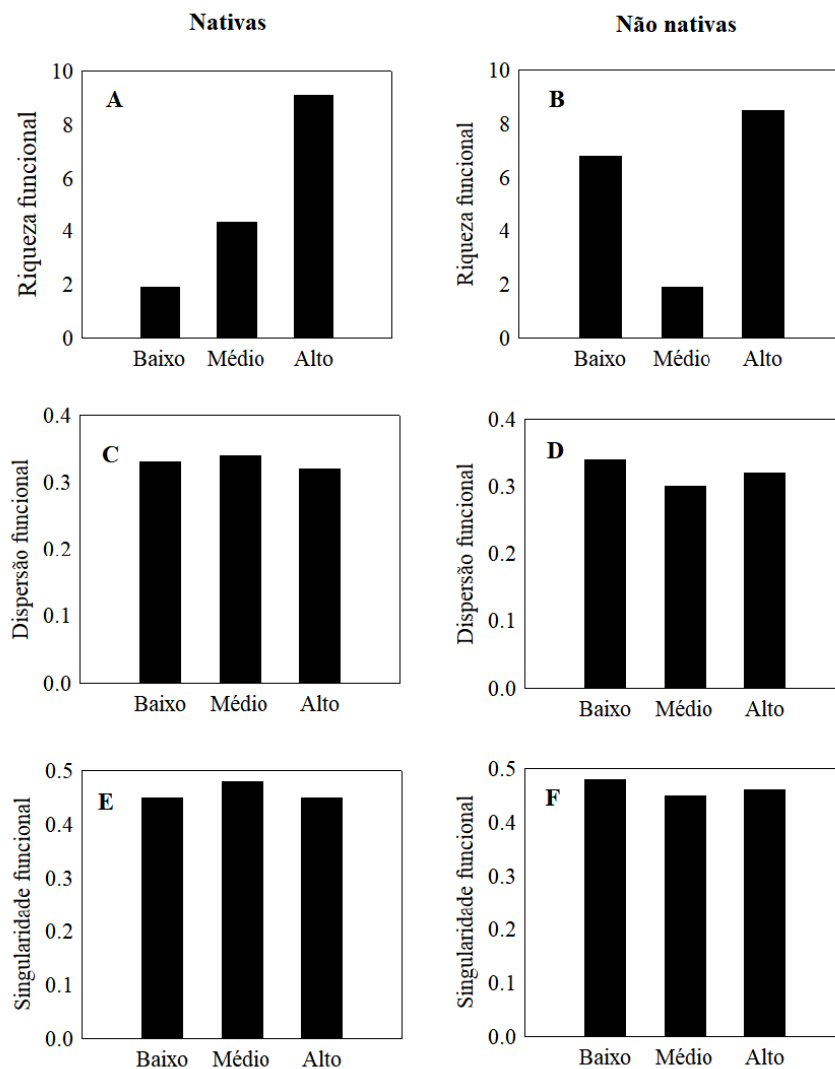 Nativas
Não nativas
A
Riqueza funcional
10
8
6
4
2
0
Baixo Médio Alto
B
Riqueza funcional
10
8
6
4
2
0
Baixo Médio Alto
C
Dispersão funcional
0.4
0.3
0.2
0.1
0.0
Baixo Médio Alto
D
Dispersão funcional
0.4
0.3
0.2
0.1
0.0
Baixo Médio Alto
E
Singularidade funcional
0.5
0.4
0.3
0.2
0.1
0.0
Baixo Médio Alto
F
Singularidade funcional
0.5
0.4
0.3
0.2
0.1
0.0
Baixo Médio Alto